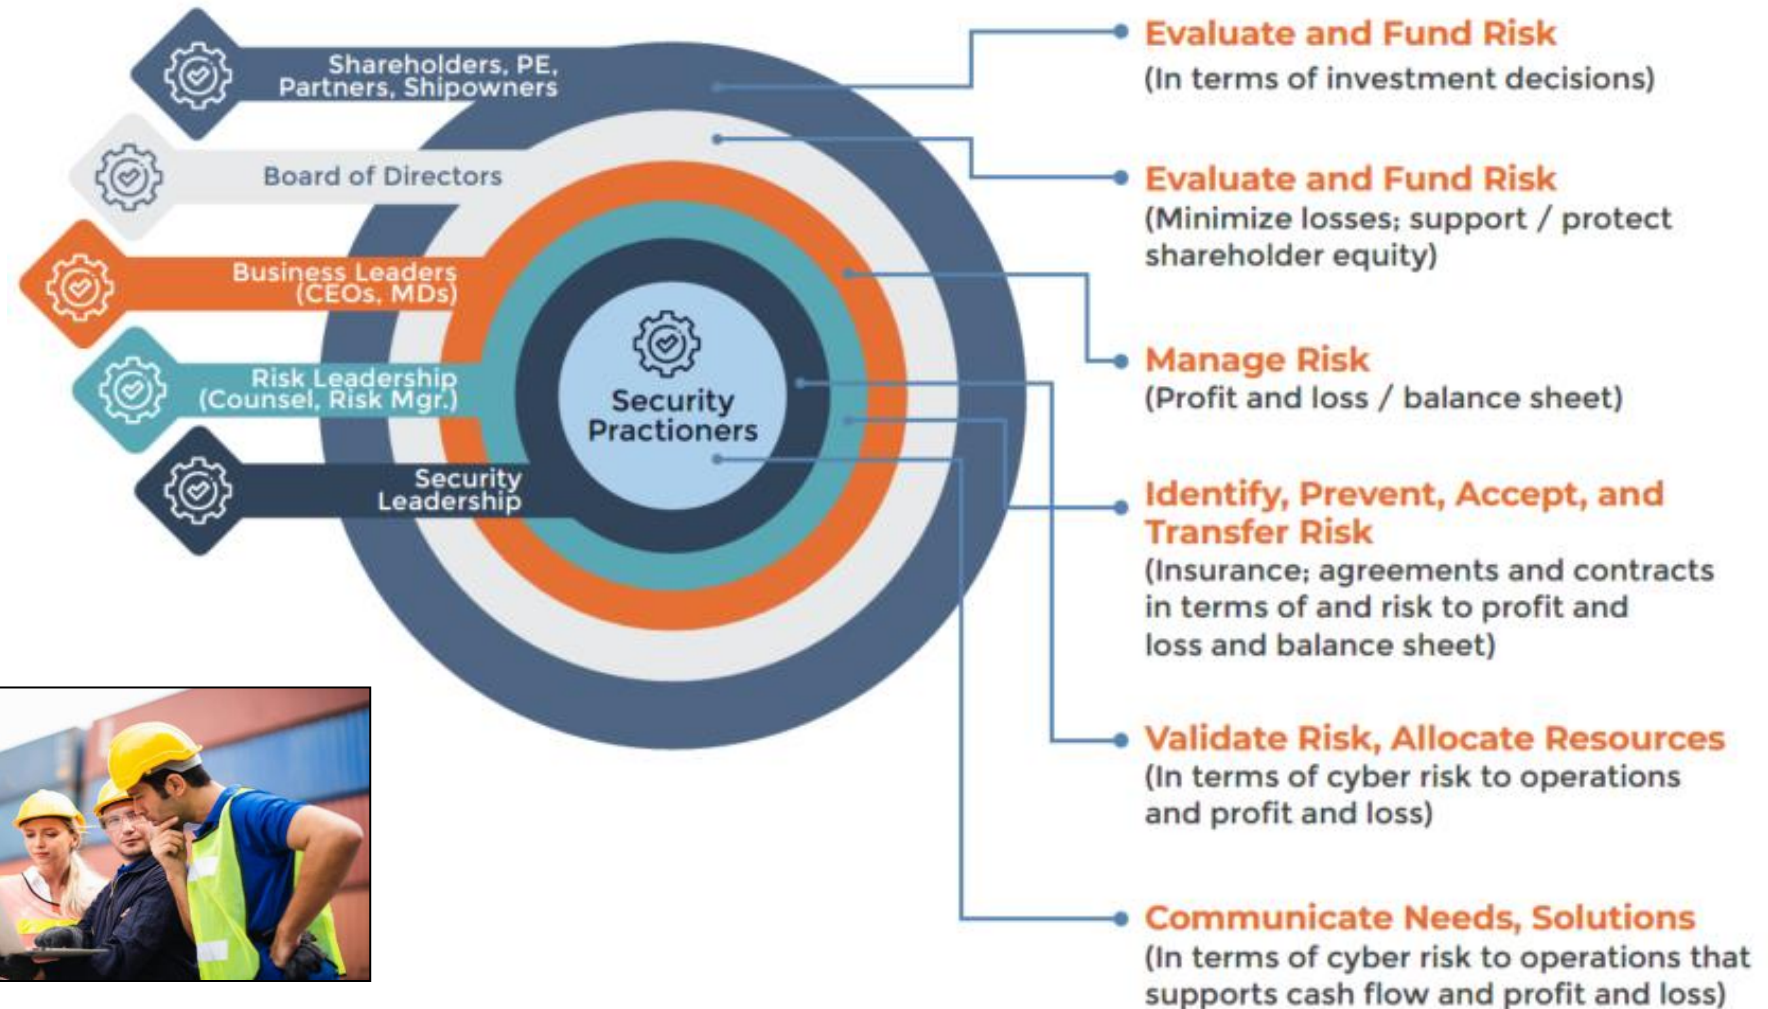 Shareholders, PE,
Partners, Shipowners
Board of Directors
Business Leaders
(CEOs, MDs)
Risk Leadership
(Counsel, Risk Mgr.)
Security
Leadership
Security
Practioners
Evaluate and Fund Risk
(In terms of investment decisions)
Evaluate and Fund Risk
(Minimize losses; support / protect
shareholder equity)
Manage Risk
(Profit and loss / balance sheet)
Identify, Prevent, Accept, and
Transfer Risk
(Insurance; agreements and contracts
in terms of and risk to profit and
loss and balance sheet)
Validate Risk, Allocate Resources
(In terms of cyber risk to operations
and profit and loss)
Communicate Needs, Solutions
(In terms of cyber risk to operations that
supports cash flow and profit and loss)